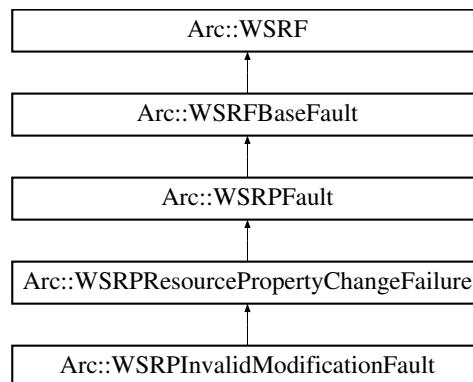 Arc::WSRF
Arc::WSRFBaseFault
Arc::WSRPFault
Arc::WSRPResourcePropertyChangeFailure
Arc::WSRPInvalidModificationFault